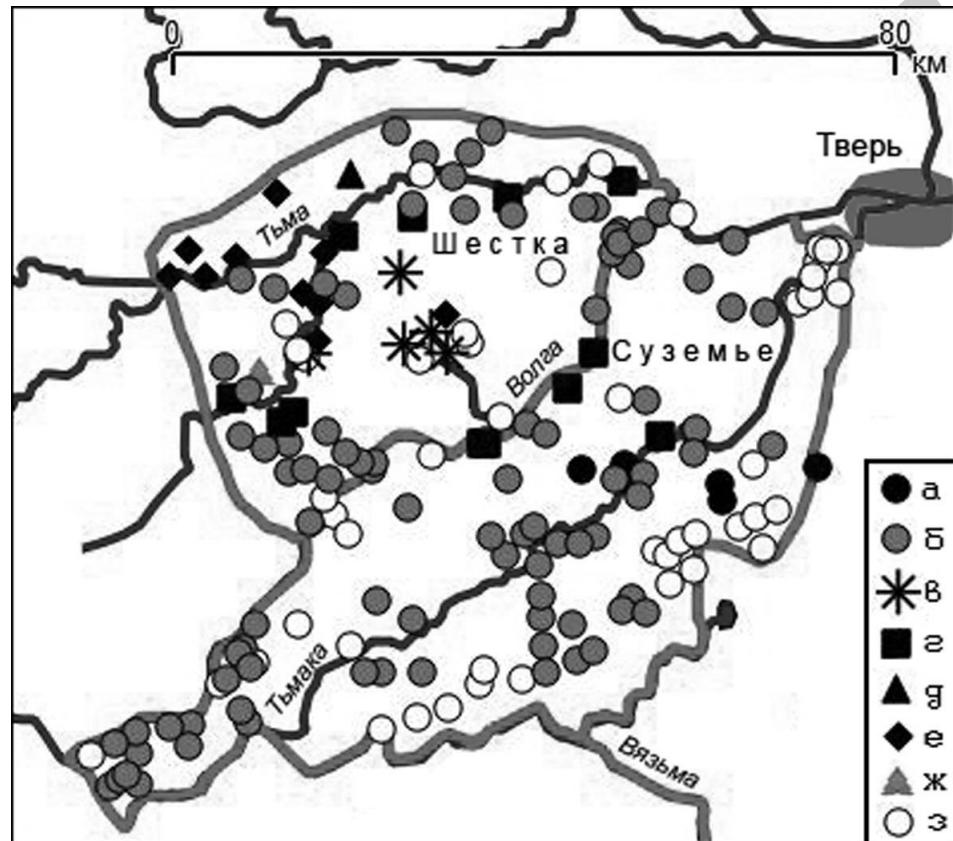 0 80
км
Тверь
Тьма
Шестка
Волга
Суземье
а
б
в
г
д
е
ж
з
Тьмака
Вязьма